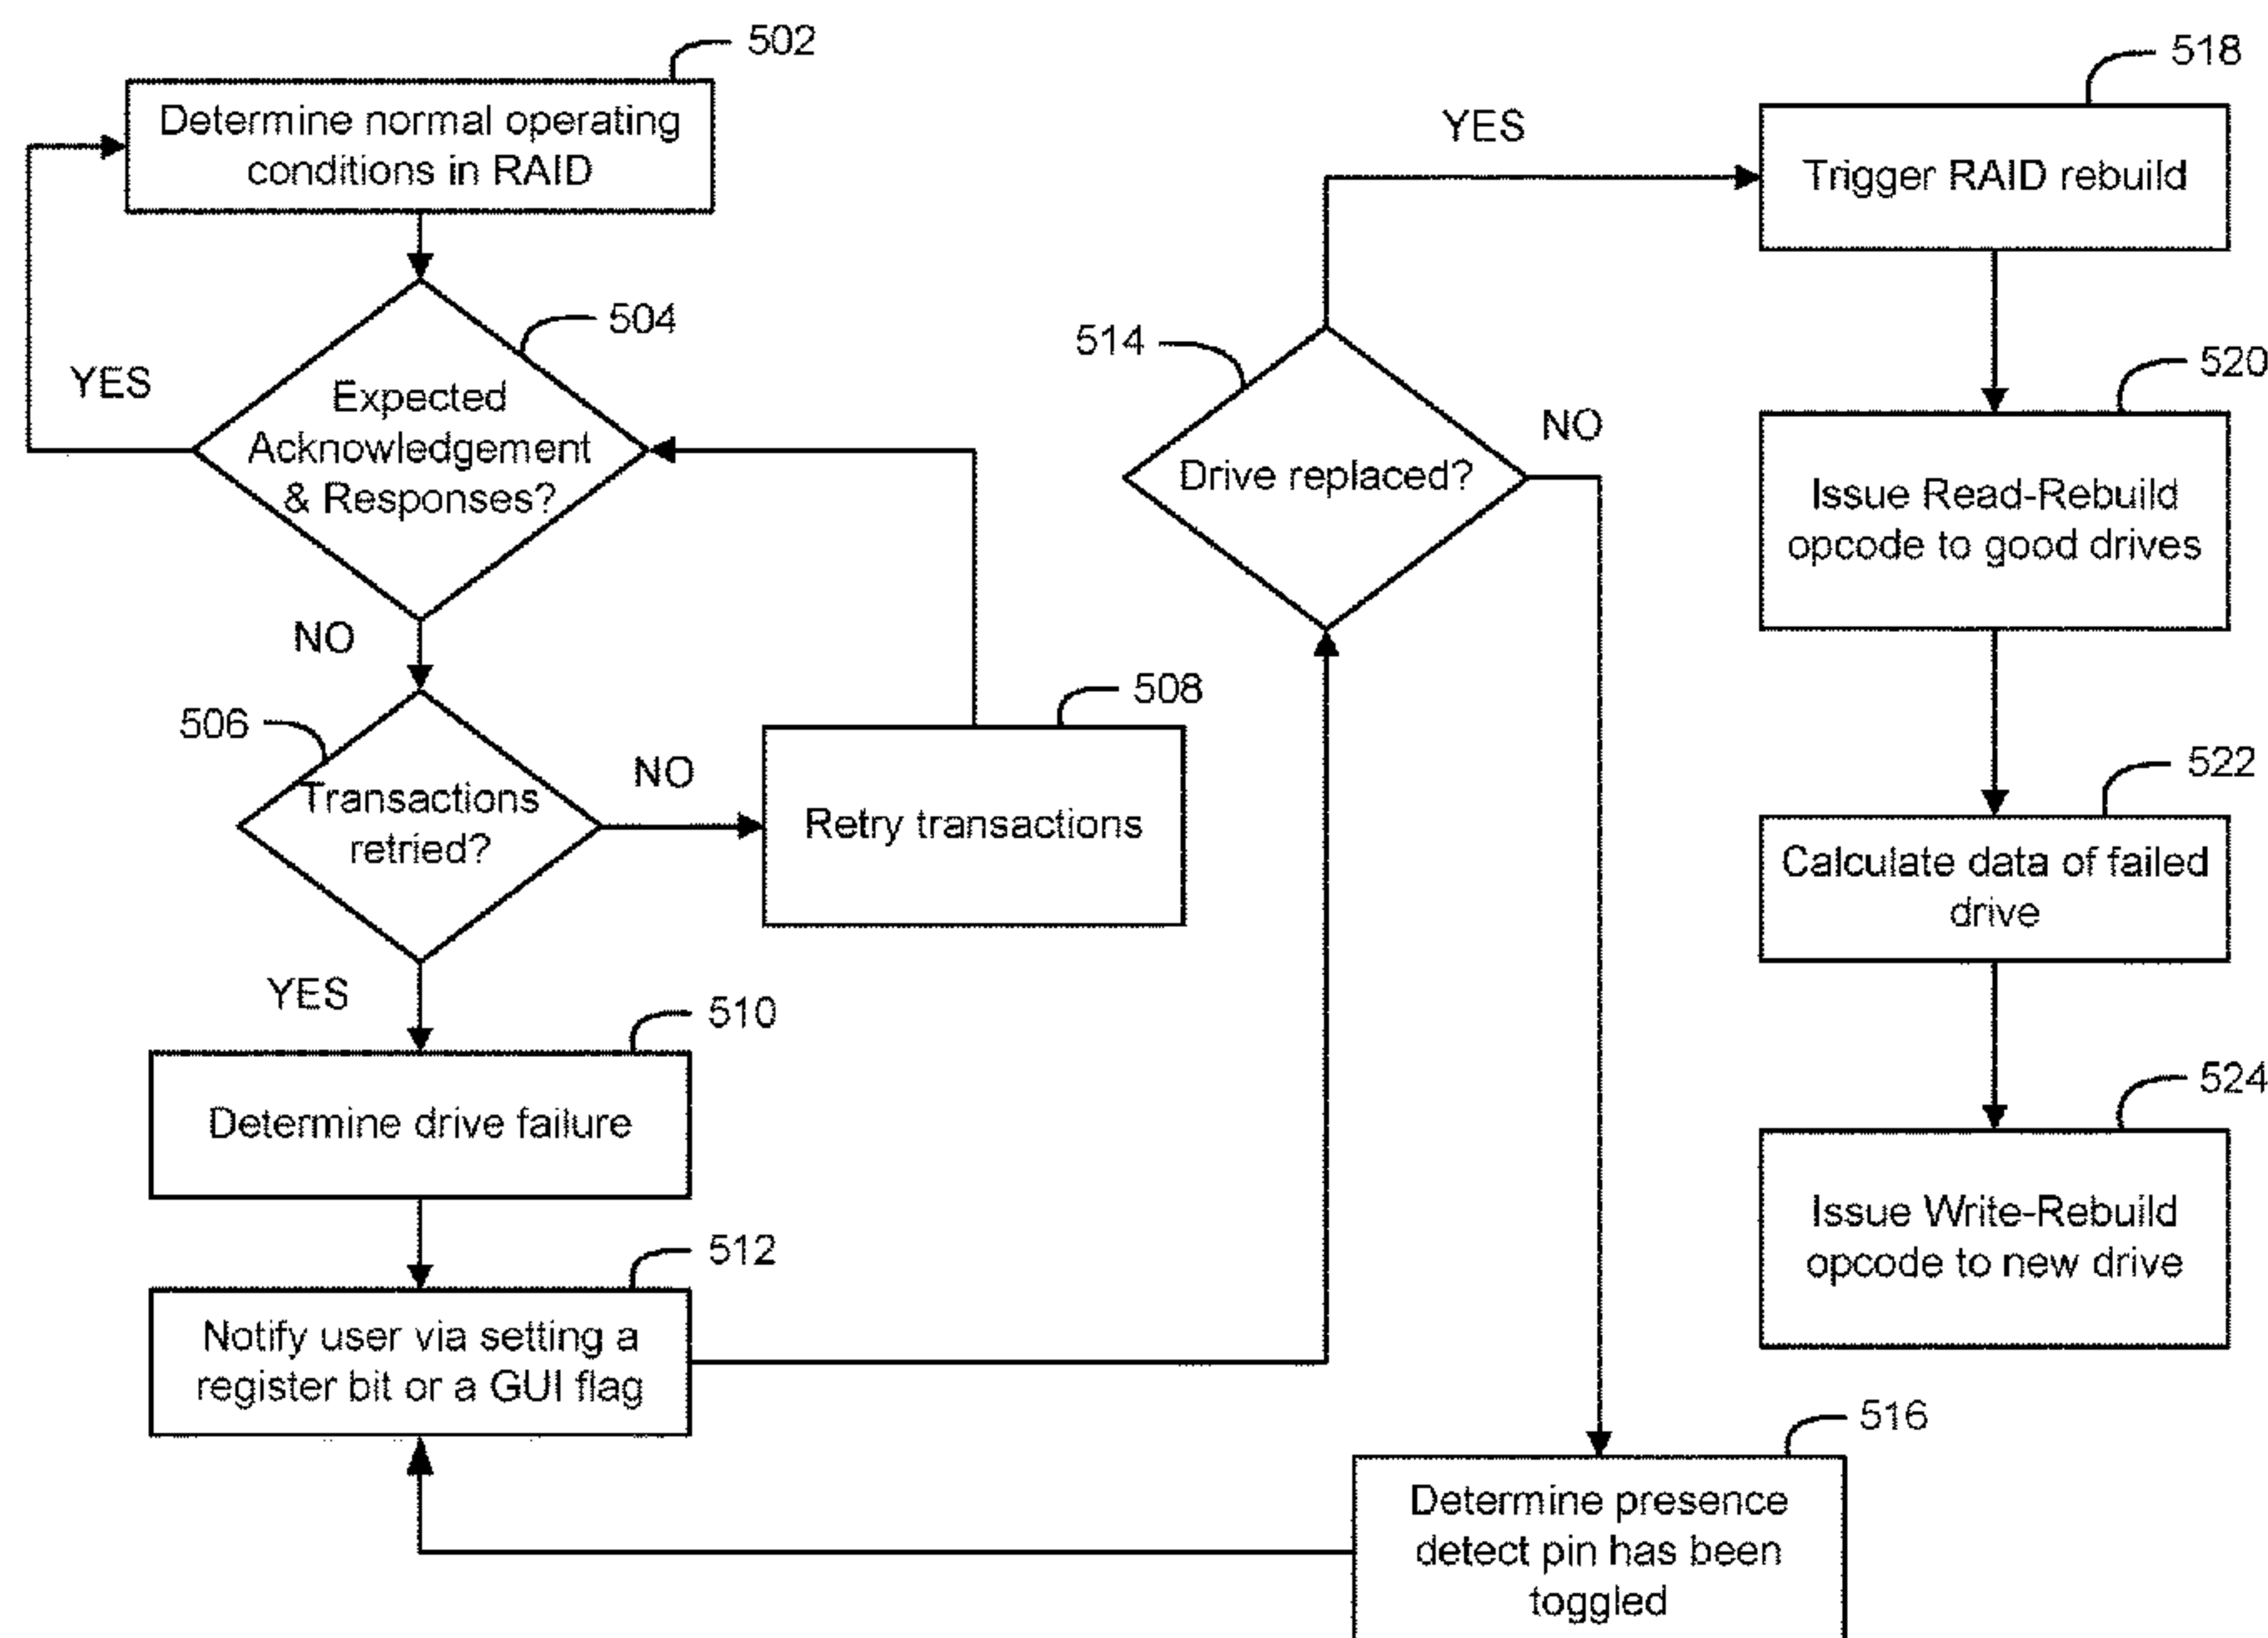 502
Determine normal operating
conditions in RAID
504
YES
Expected
Acknowledgement
& Responses?
NO
506
Transactions
retried?
NO
508
Retry transactions
YES
510
Determine drive failure
512
Notify user via setting a
register bit or a GUI flag
514
Drive replaced?
YES
NO
516
Determine presence
detect pin has been
toggled
518
Trigger RAID rebuild
520
Issue Read-Rebuild
opcode to good drives
522
Calculate data of failed
drive
524
Issue Write-Rebuild
opcode to new drive